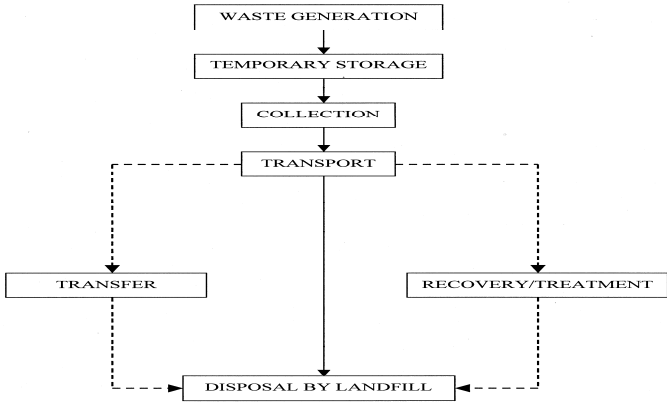 WASTE GENERATION
TEMPORARY STORAGE
COLLECTION
TRANSPORT
TRANSFER
RECOVERY/TREATMENT
DISPOSAL BY LANDFILL